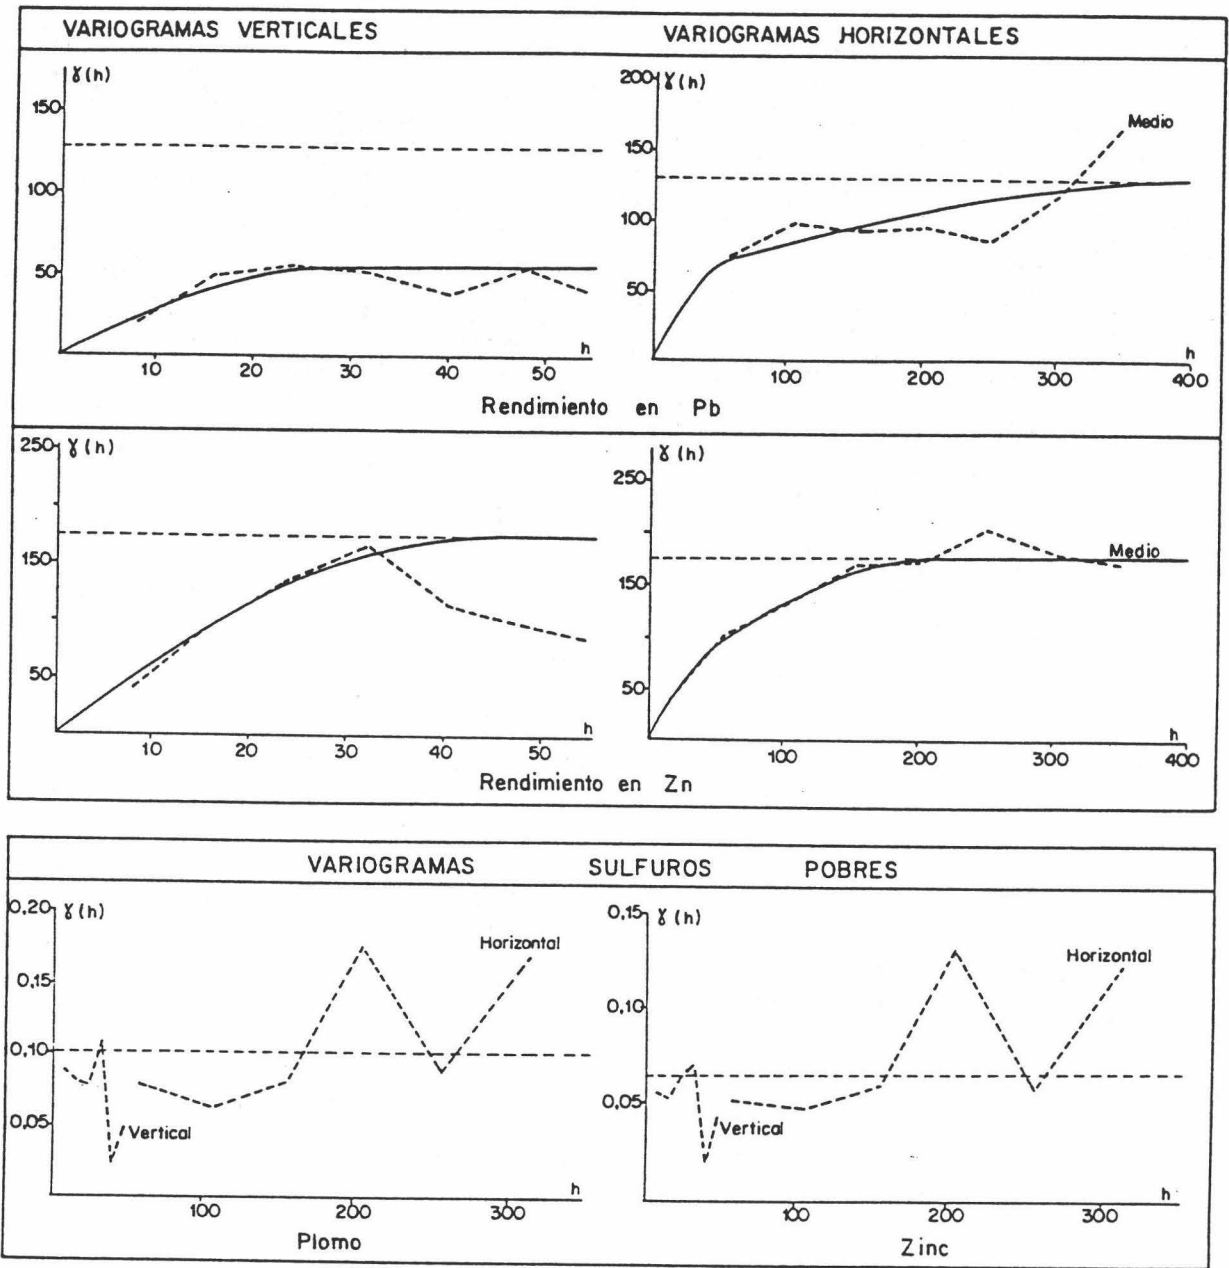 VARIOGRAMAS VERTICALES
VARIOGRAMAS HORIZONTALES
γ(h)
150
100
50
10 20 30 40 50
h
γ(h)
200
150
100
50
Medio
h
100 200 300 400
Rendimiento en Pb
250
γ(h)
150
50
h
10 20 30 40 50
γ(h)
250
150
50
Medio
h
100 200 300 400
Rendimiento en Zn
VARIOGRAMAS SULFUROS POBRES
0,20
γ(h)
0,15
0,10
0,05
Horizontal
Vertical
h
100 200 300
Plomo
0,15
γ(h)
0,10
0,05
Horizontal
Vertical
h
100 200 300
Zinc